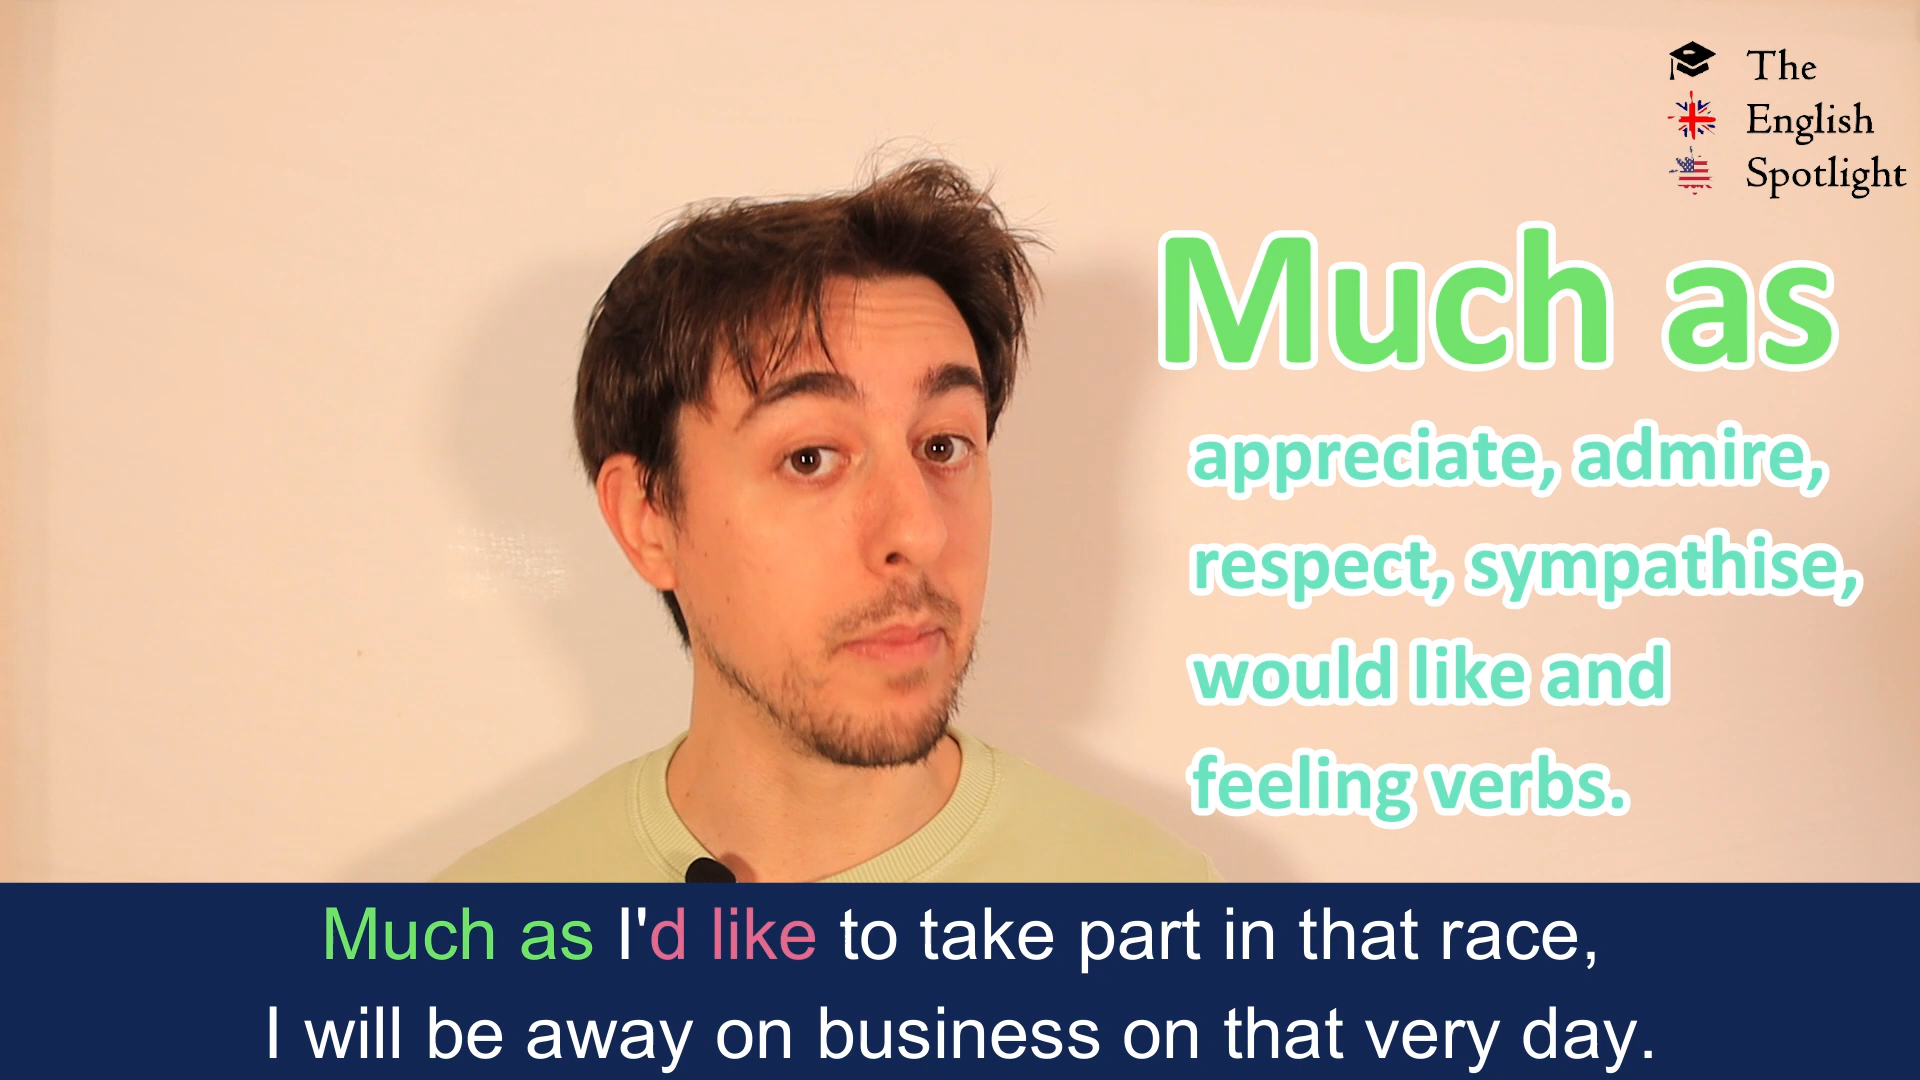 The
English
Spotlight
Much as
appreciate, admire,
respect, sympathise,
would like and
feeling verbs.
Much as I'd like to take part in that race,
I will be away on business on that very day.